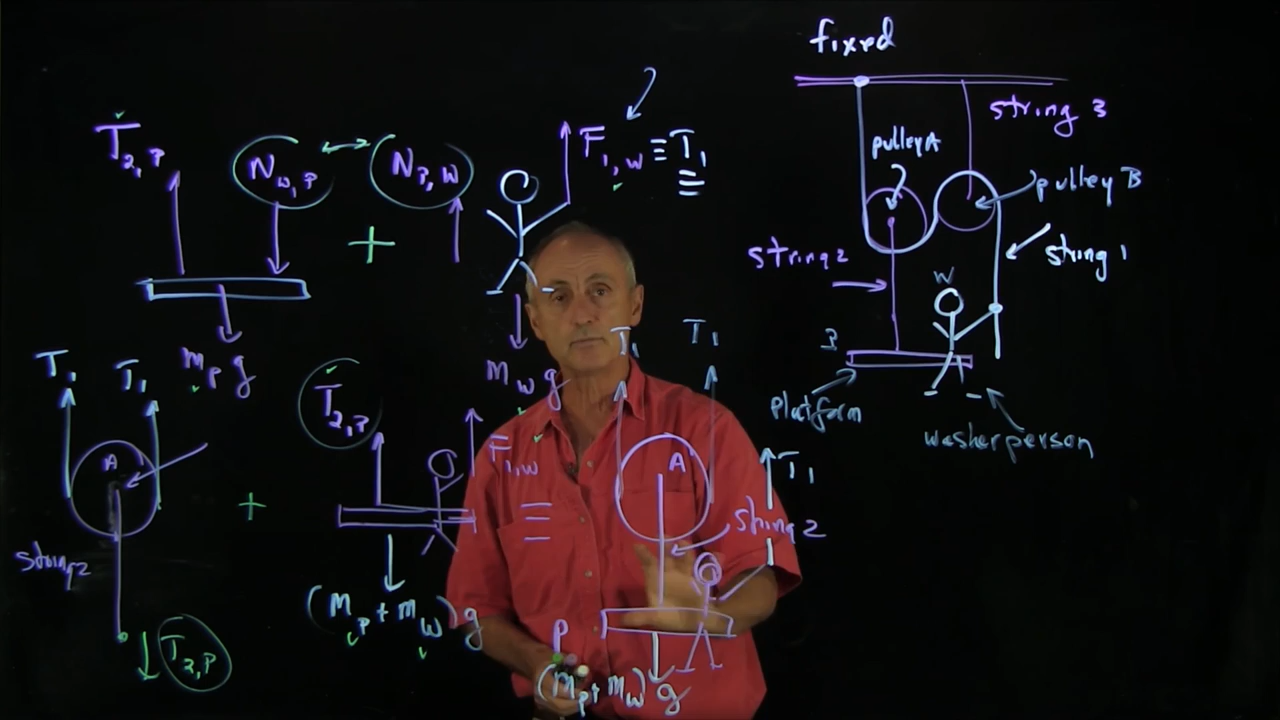 fixed
string 3
pulley A
pulley B
string 2
string 1
W
3
platform
washerperson
T2,P
NW,P
NP,W
F1,W ≡ T1
+
mP g
mW g
T1
T1
A
string 2
T2,P
+
T2,P
F1,W
(mP + mW) g
=
T1
T1
A
T1
string 2
P
(mP + mW) g